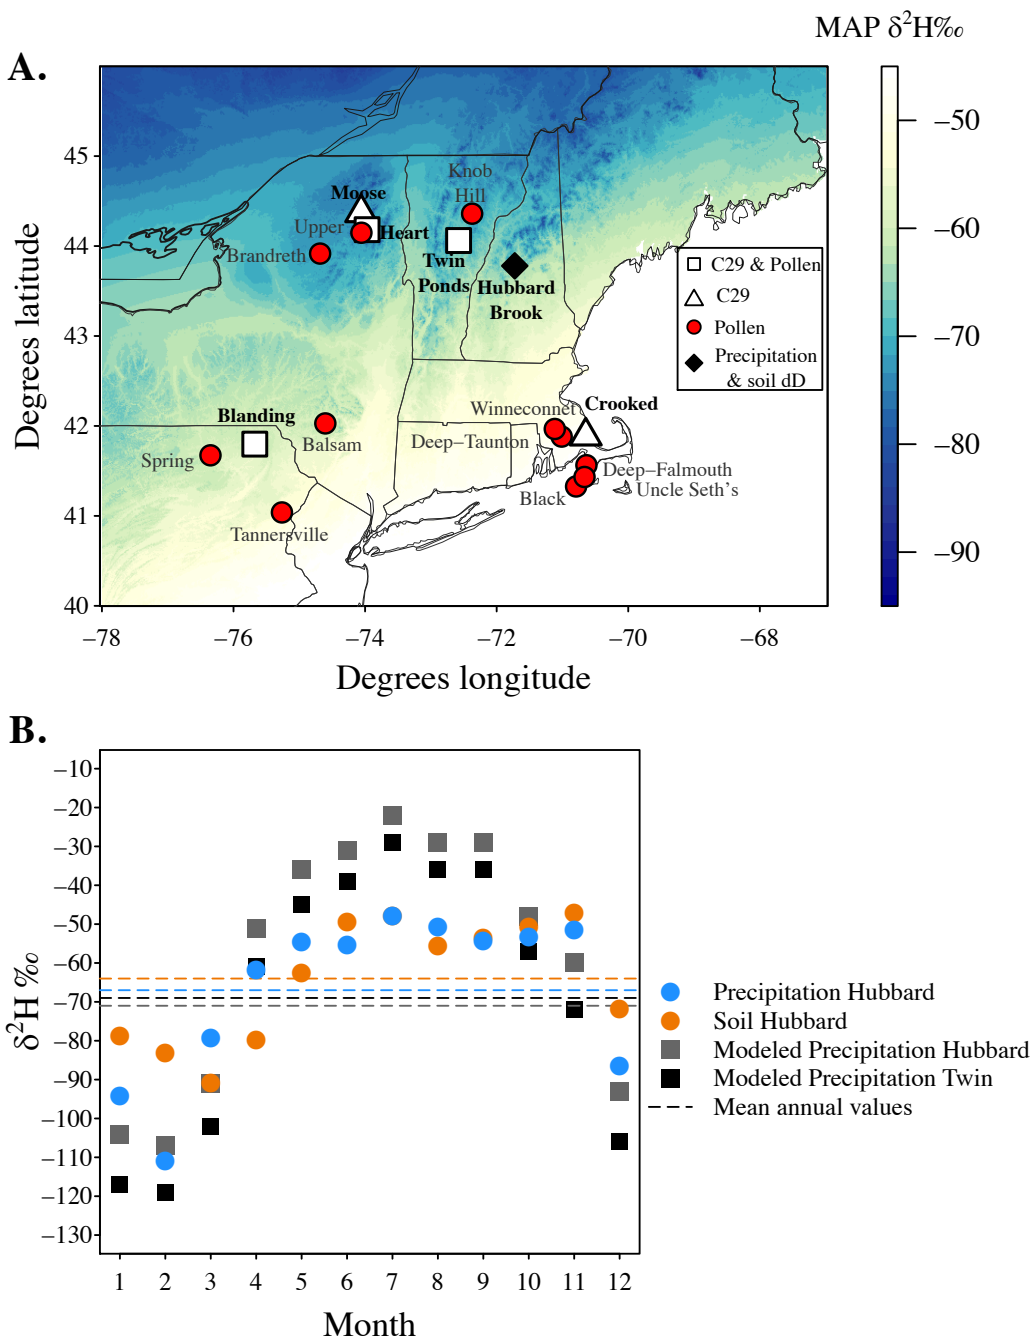 MAP δ²H‰
A.
45
44
43
42
41
40
−78
−76
−74
−72
−70
−68
Degrees latitude
Degrees longitude
Moose
Upper
Heart
Brandreth
Knob
Hill
Twin
Ponds
Hubbard
Brook
Blanding
Spring
Balsam
Tannersville
Winneconnet
Crooked
Deep−Taunton
Deep−Falmouth
Uncle Seth's
Black
C29 & Pollen
C29
Pollen
Precipitation
& soil dD
−50
−60
−70
−80
−90
B.
−10
−20
−30
−40
−50
−60
−70
−80
−90
−100
−110
−120
−130
δ²H ‰
1 2 3 4 5 6 7 8 9 10 11 12
Month
Precipitation Hubbard
Soil Hubbard
Modeled Precipitation Hubbard
Modeled Precipitation Twin
Mean annual values